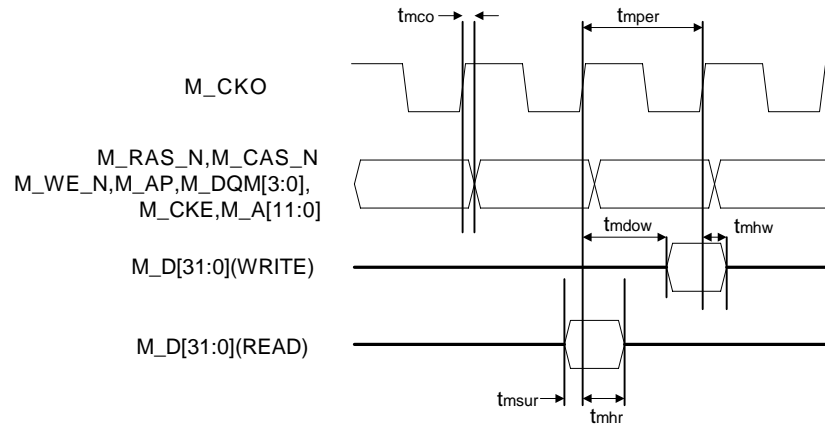 tmco
tmper
M_CKO
M_RAS_N,M_CAS_N
M_WE_N,M_AP,M_DQM[3:0],
M_CKE,M_A[11:0]
tmdow
tmhw
M_D[31:0](WRITE)
M_D[31:0](READ)
tmsur
tmhr